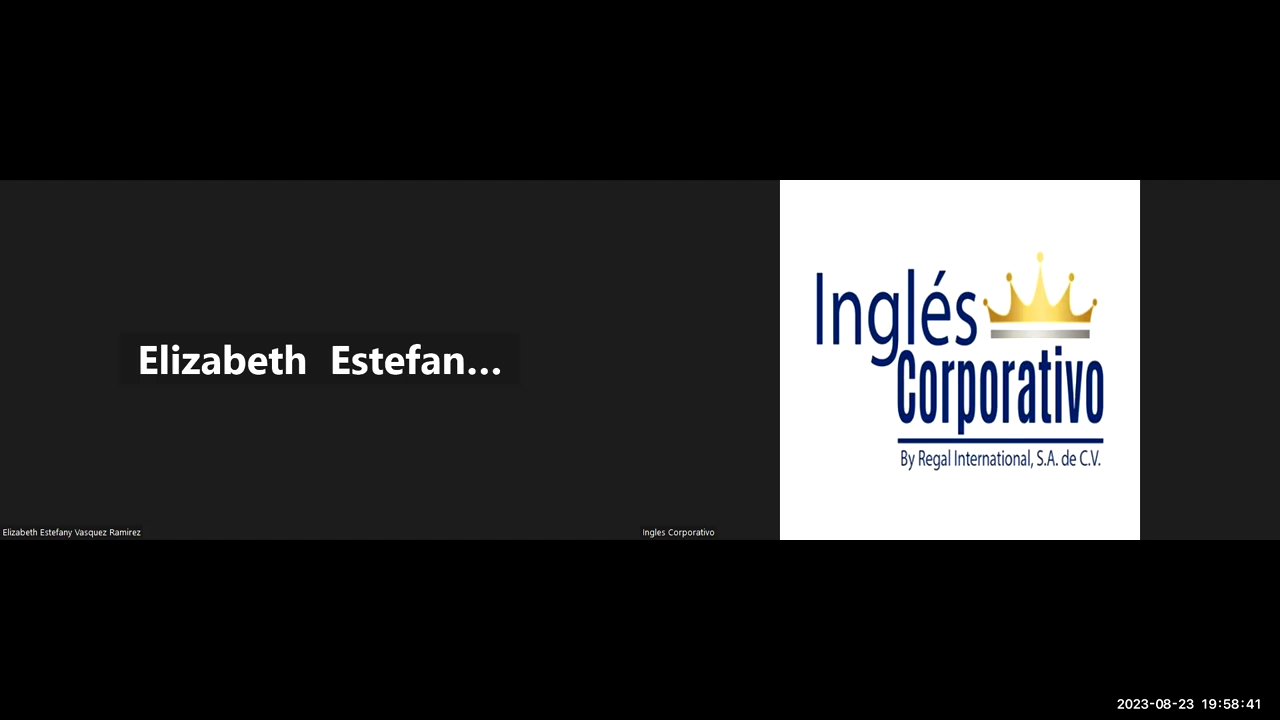 Elizabeth Estefan...
Elizabeth Estefany Vasquez Ramirez
Inglés
Corporativo
By Regal International, S.A. de C.V.
Ingles Corporativo
2023-08-23 19:58:41